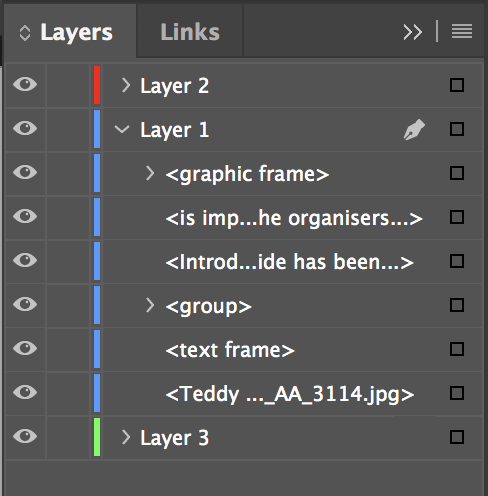 Layers Links
Layer 2
Layer 1
<graphic frame>
<is imp...he organisers...>
<Introd...ide has been...>
<group>
<text frame>
<Teddy ..._AA_3114.jpg>
Layer 3